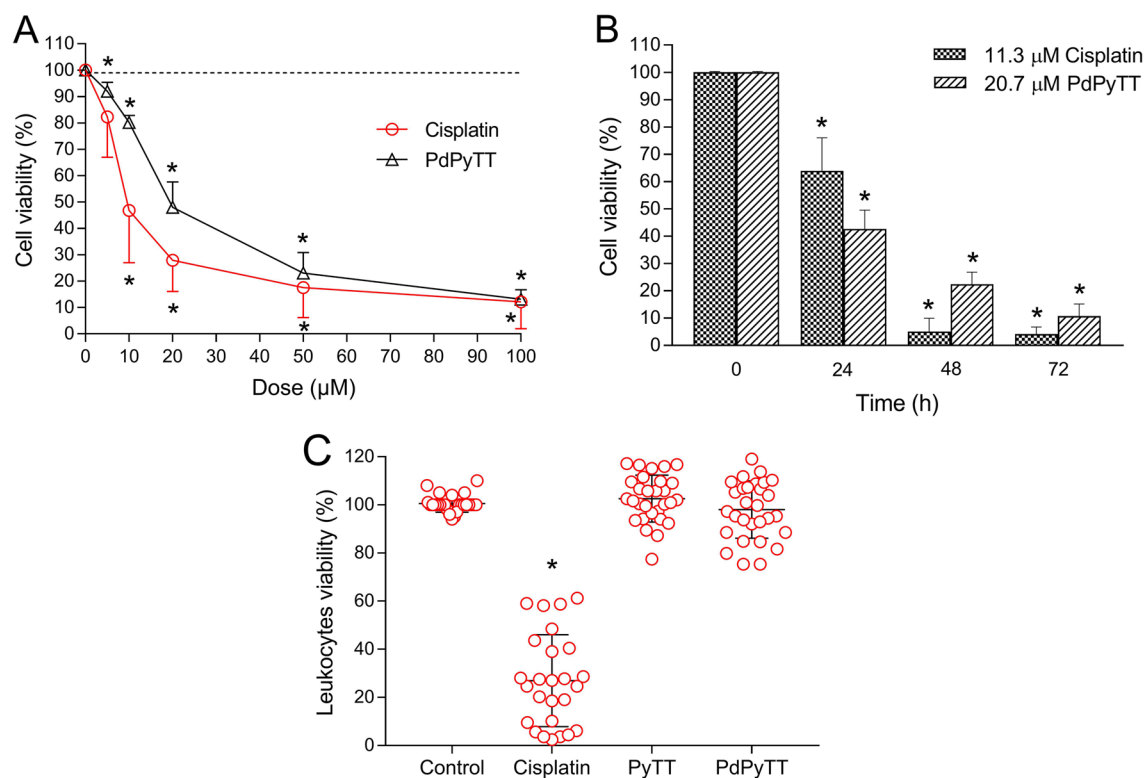 A
110
100
90
80
70
60
50
40
30
20
10
0
Cell viability (%)
* * * * *
* * * *
Cisplatin
PdPyTT
0 10 20 30 40 50 60 70 80 90 100
Dose (µM)
B
110
100
90
80
70
60
50
40
30
20
10
0
Cell viability (%)
11.3 µM Cisplatin
20.7 µM PdPyTT
* * * * * *
0 24 48 72
Time (h)
C
120
100
80
60
40
20
0
Leukocytes viability (%)
*
Control Cisplatin PyTT PdPyTT